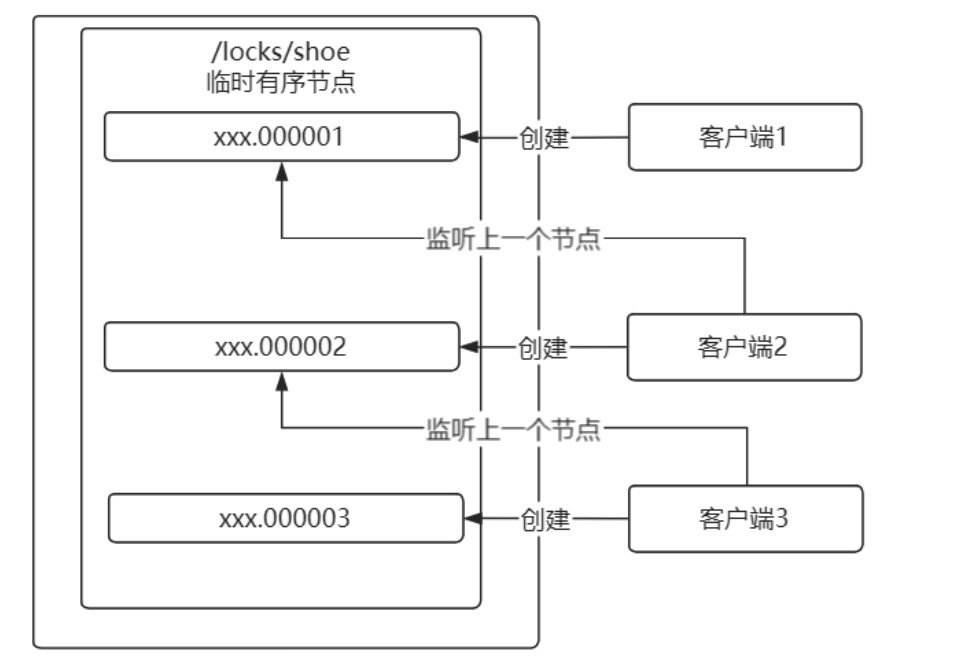 /locks/shoe
临时有序节点
xxx.000001
创建
客户端1
监听上一个节点
xxx.000002
创建
客户端2
监听上一个节点
xxx.000003
创建
客户端3